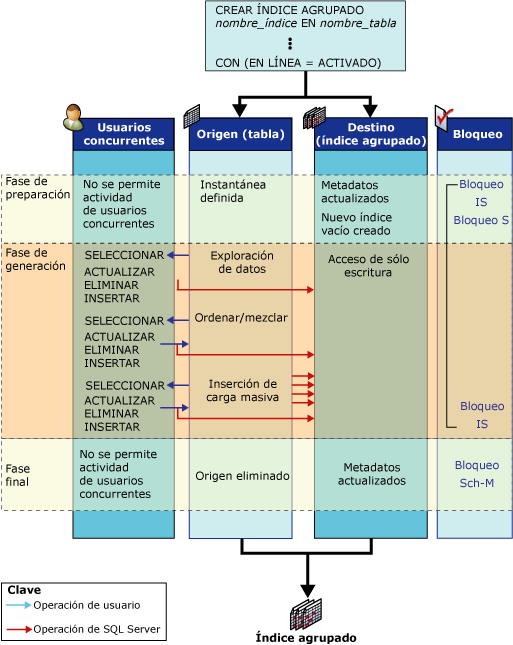 CREAR ÍNDICE AGRUPADO
nombre_índice EN nombre_tabla
CON (EN LÍNEA = ACTIVADO)
Usuarios
concurrentes
Origen (tabla)
Destino
(índice agrupado)
Bloqueo
Fase de
preparación
No se permite
actividad
de usuarios
concurrentes
Instantánea
definida
Metadatos
actualizados
Nuevo índice
vacío creado
Bloqueo
IS
Bloqueo S
Fase de
generación
SELECCIONAR
ACTUALIZAR
ELIMINAR
INSERTAR
Exploración
de datos
Acceso de sólo
escritura
SELECCIONAR
ACTUALIZAR
ELIMINAR
INSERTAR
Ordenar/mezclar
SELECCIONAR
ACTUALIZAR
ELIMINAR
INSERTAR
Inserción de
carga masiva
Bloqueo
IS
Fase
final
No se permite
actividad
de usuarios
concurrentes
Origen eliminado
Metadatos
actualizados
Bloqueo
Sch-M
Clave
Operación de usuario
Operación de SQL Server
Índice agrupado